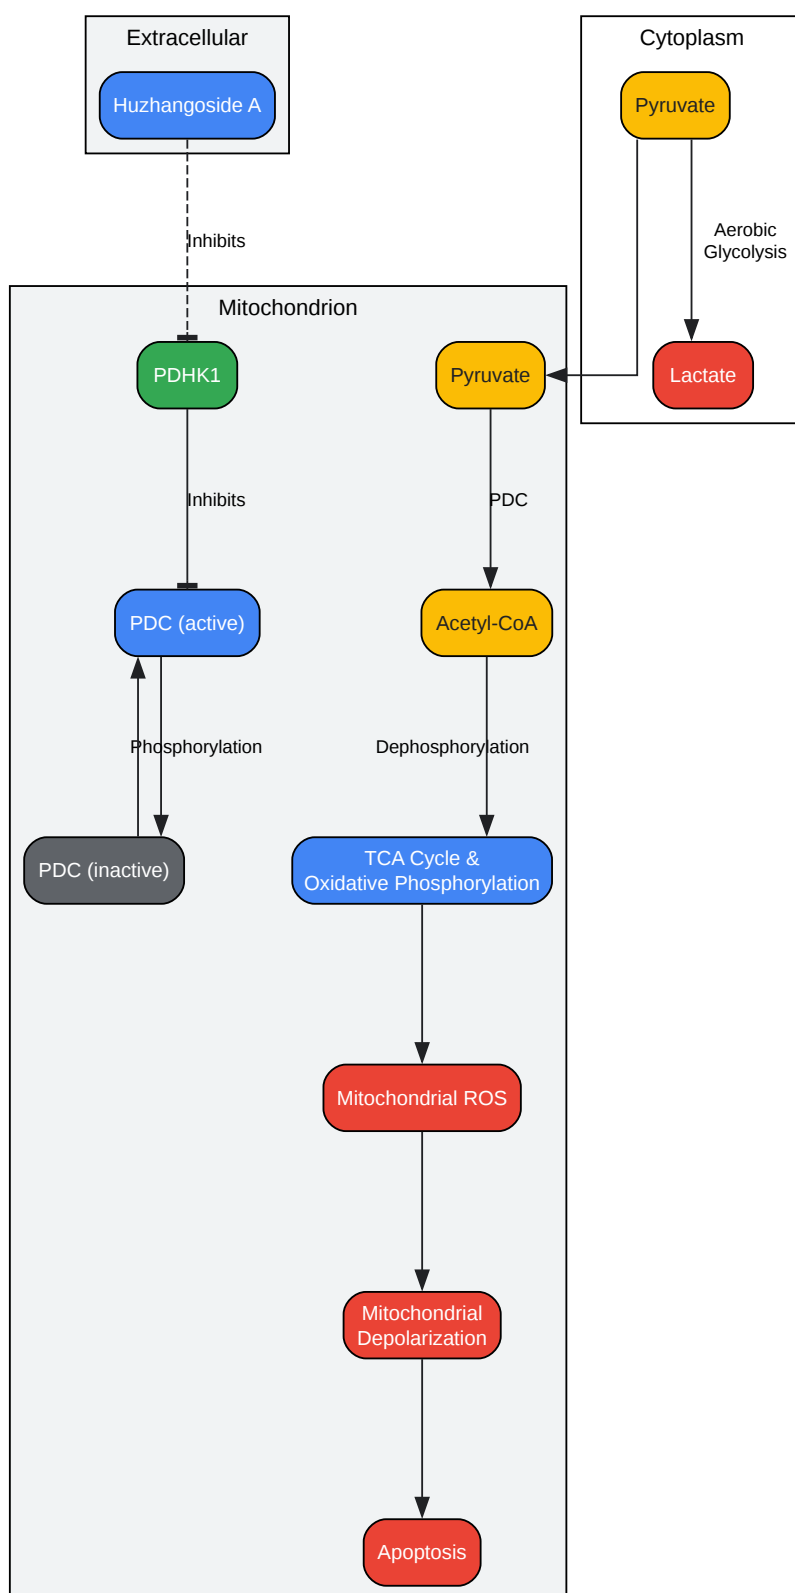 Extracellular
Cytoplasm
Huzhangoside A
Pyruvate
Inhibits
Aerobic
Glycolysis
Mitochondrion
PDHK1
Pyruvate
Lactate
Inhibits
PDC
PDC (active)
Acetyl-CoA
Phosphorylation
Dephosphorylation
PDC (inactive)
TCA Cycle &
Oxidative Phosphorylation
Mitochondrial ROS
Mitochondrial
Depolarization
Apoptosis